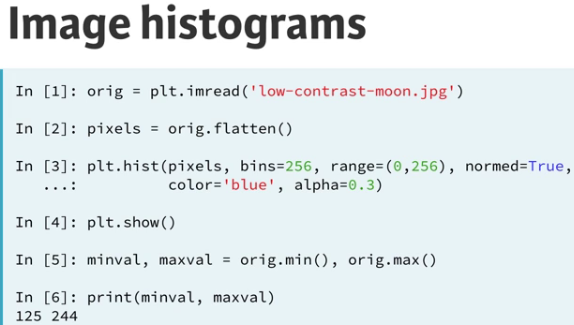 Image histograms
In [1]: orig = plt.imread('low-contrast-moon.jpg')
In [2]: pixels = orig.flatten()
In [3]: plt.hist(pixels, bins=256, range=(0,256), normed=True,
...: color='blue', alpha=0.3)
In [4]: plt.show()
In [5]: minval, maxval = orig.min(), orig.max()
In [6]: print(minval, maxval)
125 244